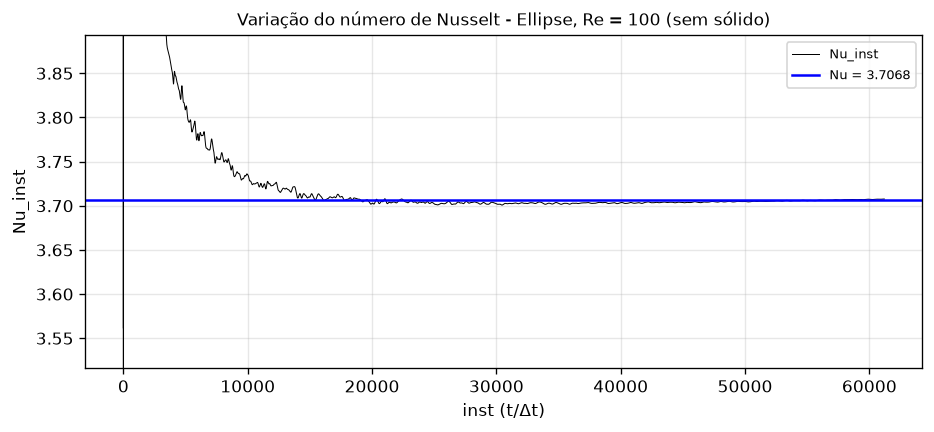 Variação do número de Nusselt - Ellipse, Re = 100 (sem sólido)
Nu_inst
Nu = 3.7068
3.85
3.80
3.75
3.70
3.65
3.60
3.55
Nu_inst
0 10000 20000 30000 40000 50000 60000
inst (t/Δt)